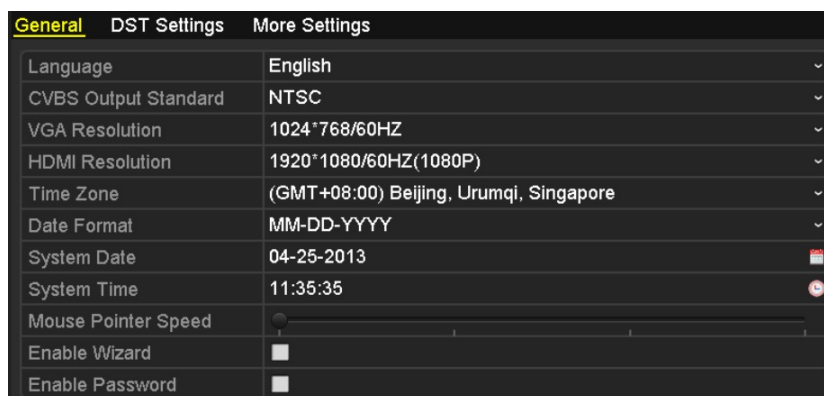 General DST Settings More Settings
Language English
CVBS Output Standard NTSC
VGA Resolution 1024*768/60HZ
HDMI Resolution 1920*1080/60HZ(1080P)
Time Zone (GMT+08:00) Beijing, Urumqi, Singapore
Date Format MM-DD-YYYY
System Date 04-25-2013
System Time 11:35:35
Mouse Pointer Speed
Enable Wizard
Enable Password